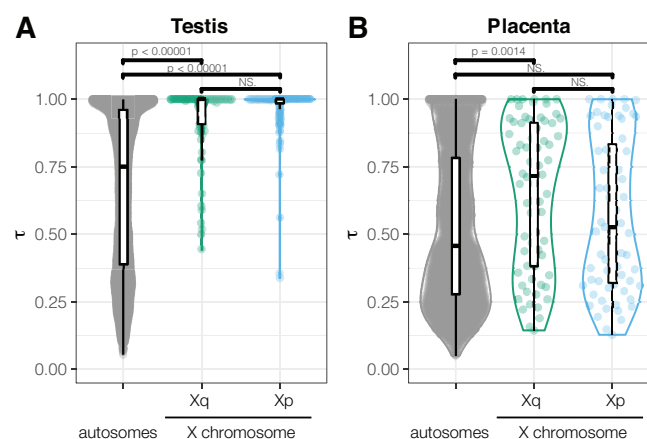 A
Testis
p < 0.00001
p < 0.00001
NS.
1.00
0.75
0.50
0.25
0.00
τ
Xq
Xp
autosomes
X chromosome
B
Placenta
p = 0.0014
NS.
NS.
1.00
0.75
0.50
0.25
0.00
τ
Xq
Xp
autosomes
X chromosome